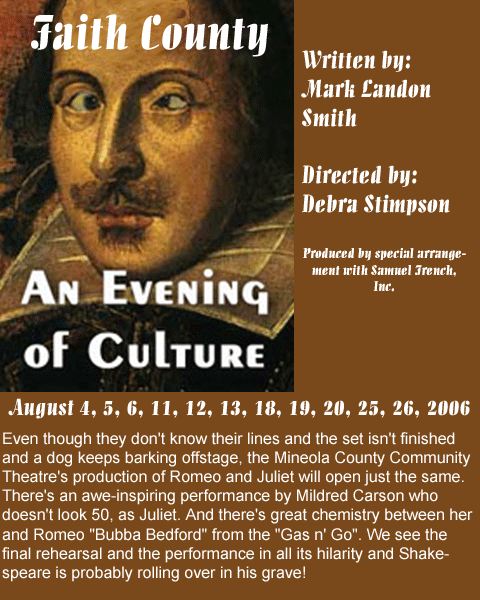 Faith County
Written by:
Mark Landon
Smith
Directed by:
Debra Stimpson
Produced by special arrange-
ment with Samuel French,
Inc.
An Evening
of Culture
August 4, 5, 6, 11, 12, 13, 18, 19, 20, 25, 26, 2006
Even though they don't know their lines and the set isn't finished
and a dog keeps barking offstage, the Mineola County Community
Theatre's production of Romeo and Juliet will open just the same.
There's an awe-inspiring performance by Mildred Carson who
doesn't look 50, as Juliet. And there's great chemistry between her
and Romeo "Bubba Bedford" from the "Gas n' Go". We see the
final rehearsal and the performance in all its hilarity and Shake-
speare is probably rolling over in his grave!